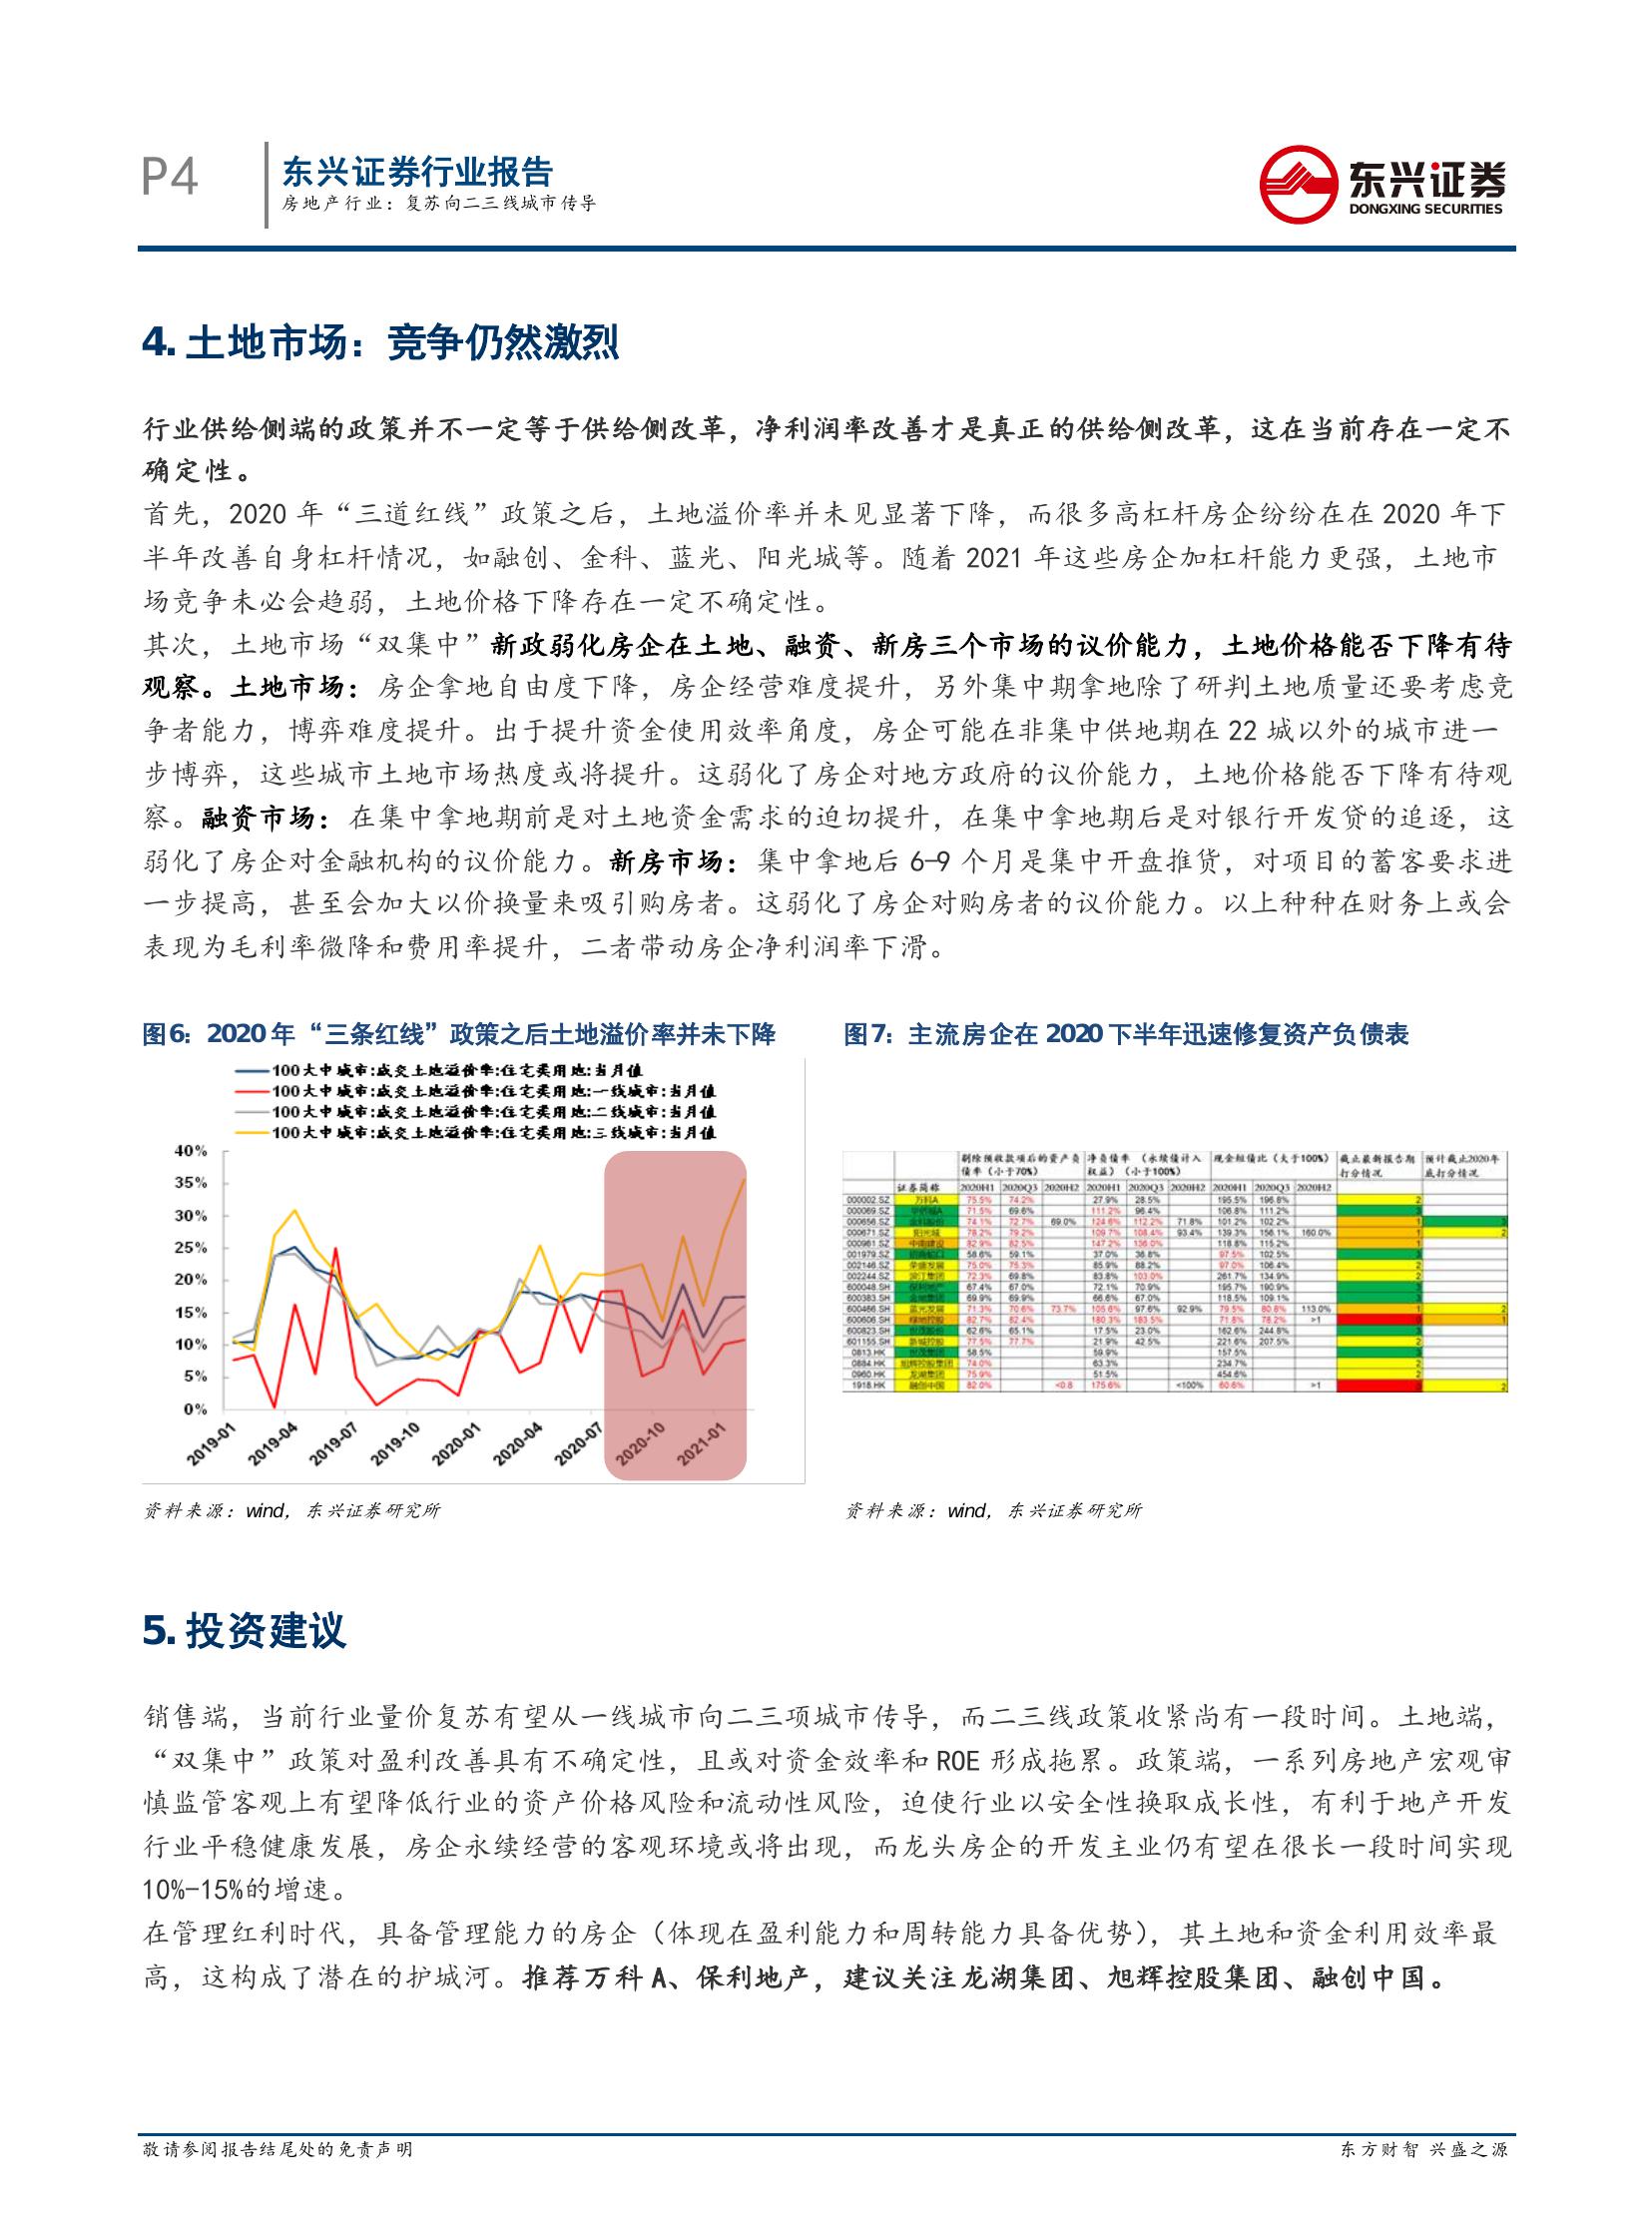 P4
东兴证券行业报告
房地产行业：复苏向二三线城市传导
东兴证券
DONGXING SECURITIES
4. 土地市场：竞争仍然激烈
行业供给侧端的政策并不一定等于供给侧改革，净利润率改善才是真正的供给侧改革，这在当前存在一定不
确定性。
首先，2020 年“三道红线”政策之后，土地溢价率并未见显著下降，而很多高杠杆房企纷纷在在 2020 年下
半年改善自身杠杆情况，如融创、金科、蓝光、阳光城等。随着 2021 年这些房企加杠杆能力更强，土地市
场竞争未必会趋弱，土地价格下降存在一定不确定性。
其次，土地市场“双集中”新政弱化房企在土地、融资、新房三个市场的议价能力，土地价格能否下降有待
观察。土地市场：房企拿地自由度下降，房企经营难度提升，另外集中期拿地除了研判土地质量还要考虑竞
争者能力，博弈难度提升。出于提升资金使用效率角度，房企可能在非集中供地期在 22 城以外的城市进一
步博弈，这些城市土地市场热度或将提升。这弱化了房企对地方政府的议价能力，土地价格能否下降有待观
察。融资市场：在集中拿地期前是对土地资金需求的迫切提升，在集中拿地期后是对银行开发贷的追逐，这
弱化了房企对金融机构的议价能力。新房市场：集中拿地后 6-9 个月是集中开盘推货，对项目的蓄客要求进
一步提高，甚至会加大以价换量来吸引购房者。这弱化了房企对购房者的议价能力。以上种种在财务上或会
表现为毛利率微降和费用率提升，二者带动房企净利润率下滑。
图6：2020 年“三条红线”政策之后土地溢价率并未下降
100大中城市:成交土地溢价率:住宅类用地:当月值
100大中城市:成交土地溢价率:住宅类用地:一线城市:当月值
100大中城市:成交土地溢价率:住宅类用地:二线城市:当月值
100大中城市:成交土地溢价率:住宅类用地:三线城市:当月值
40%
35%
30%
25%
20%
15%
10%
5%
0%
2019-01 2019-04 2019-07 2019-10 2020-01 2020-04 2020-07 2020-10 2021-01
资料来源：wind，东兴证券研究所
图7：主流房企在 2020 下半年迅速修复资产负债表
剔除预收款项后的资产负债率（小于70%） 净负债率（永续债计入权益）（小于100%） 现金短债比（大于100%） 截止最新报告期打分情况 预计截止2020年底打分情况
证券简称 2020H1 2020Q3 2020H2 2020H1 2020Q3 2020H2 2020H1 2020Q3 2020H2
000002.SZ 万科A 75.5% 74.2% 27.9% 28.5% 195.5% 196.8% 2
000069.SZ 71.5% 69.6% 111.2% 96.4% 106.8% 111.2%
000656.SZ 74.1% 72.7% 69.0% 124.6% 112.2% 71.8% 101.2% 102.2% 1
000671.SZ 阳光城 78.2% 79.2% 109.7% 108.4% 93.4% 139.3% 156.1% 160.0% 1 2
000961.SZ 中南建设 82.9% 82.5% 147.2% 136.0% 118.6% 115.2% 1
001979.SZ 58.6% 59.1% 37.0% 36.8% 97.5% 102.5%
002146.SZ 荣盛发展 75.0% 75.3% 85.9% 88.2% 97.0% 106.4% 2
002244.SZ 滨江集团 72.3% 69.8% 83.8% 103.0% 261.7% 134.9% 2
600048.SH 67.4% 67.0% 72.1% 70.9% 195.7% 190.9%
600383.SH 69.9% 69.9% 66.6% 67.0% 118.5% 109.1%
600466.SH 蓝光发展 71.3% 70.6% 73.7% 105.6% 97.6% 92.9% 79.5% 80.8% 113.0% 1 2
600606.SH 绿地控股 82.7% 82.4% 180.3% 183.5% 71.8% 78.2% >1 1
600823.SH 62.6% 65.1% 17.5% 23.0% 162.6% 244.8%
601155.SH 新城控股 77.5% 77.7% 21.9% 42.5% 221.6% 207.5% 2
0813.HK 58.5% 59.9% 157.5%
0884.HK 旭辉控股集团 74.0% 63.3% 234.7% 2
0960.HK 龙湖集团 75.9% 51.5% 454.6% 2
1918.HK 融创中国 82.0% <0.8 175.6% <100% 60.6% >1 2
资料来源：wind，东兴证券研究所
5. 投资建议
销售端，当前行业量价复苏有望从一线城市向二三项城市传导，而二三线政策收紧尚有一段时间。土地端，
“双集中”政策对盈利改善具有不确定性，且或对资金效率和 ROE 形成拖累。政策端，一系列房地产宏观审
慎监管客观上有望降低行业的资产价格风险和流动性风险，迫使行业以安全性换取成长性，有利于地产开发
行业平稳健康发展，房企永续经营的客观环境或将出现，而龙头房企的开发主业仍有望在很长一段时间实现
10%-15%的增速。
在管理红利时代，具备管理能力的房企（体现在盈利能力和周转能力具备优势），其土地和资金利用效率最
高，这构成了潜在的护城河。推荐万科 A、保利地产，建议关注龙湖集团、旭辉控股集团、融创中国。
敬请参阅报告结尾处的免责声明
东方财智 兴盛之源